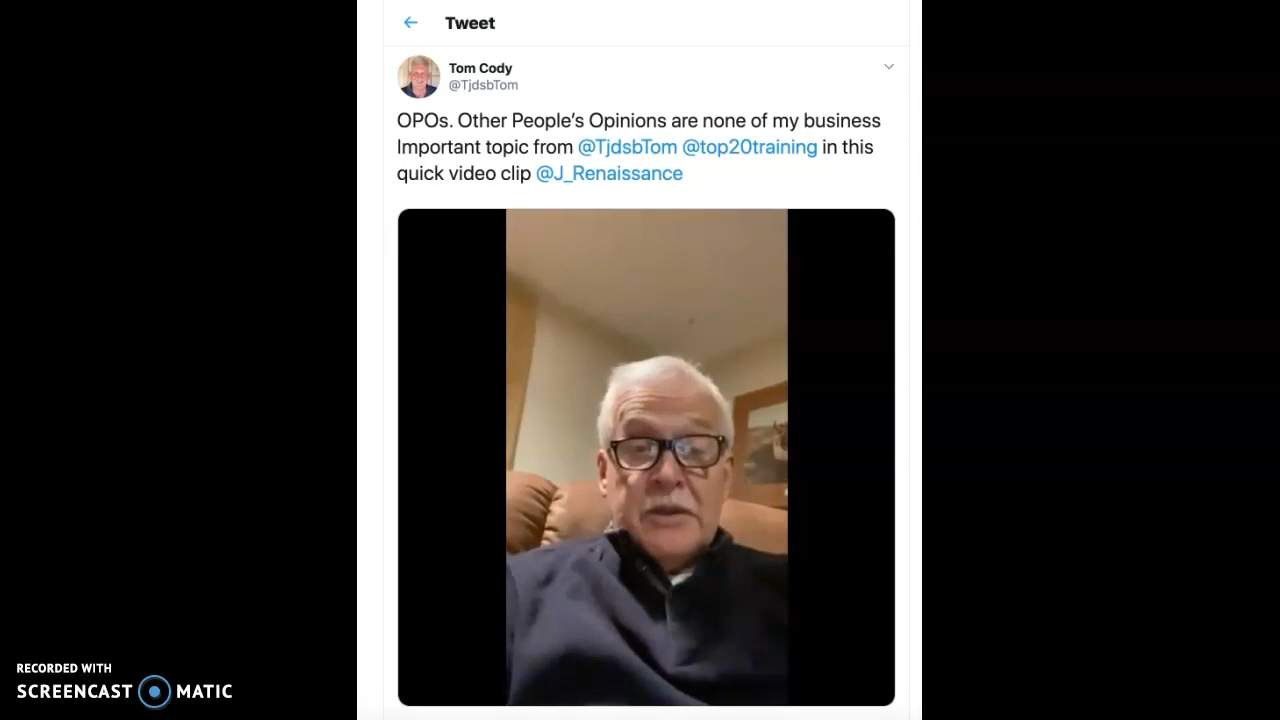 Tweet
Tom Cody
@TjdsbTom
OPOs. Other People’s Opinions are none of my business
Important topic from @TjdsbTom @top20training in this
quick video clip @J_Renaissance
RECORDED WITH
SCREENCAST MATIC